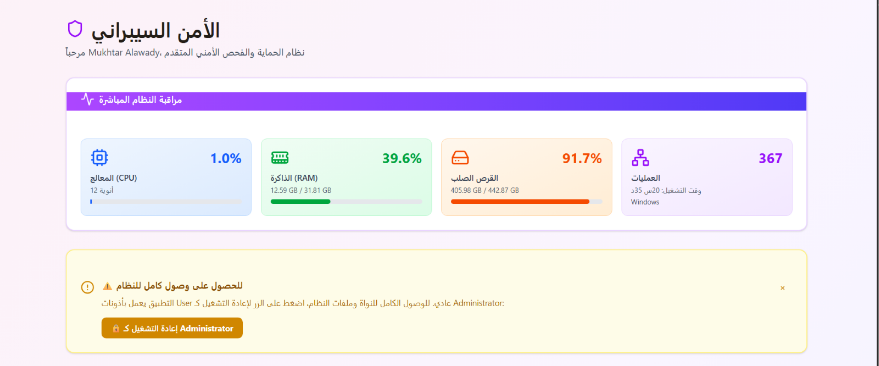 الأمن السيبراني
مرحباً Mukhtar Alawady، نظام الحماية والفحص الأمني المتقدم
مراقبة النظام المباشرة
1.0%
المعالج (CPU)
12 أنوية
39.6%
الذاكرة (RAM)
12.59 GB / 31.81 GB
91.7%
القرص الصلب
405.98 GB / 442.87 GB
367
العمليات
وقت التشغيل: 20س 35د
Windows
⚠️ للحصول على وصول كامل للنظام
التطبيق يعمل بأذونات User عادي. للوصول الكامل للنواة وملفات النظام، اضغط على الزر لإعادة التشغيل كـ Administrator:
🔒 إعادة التشغيل كـ Administrator
×